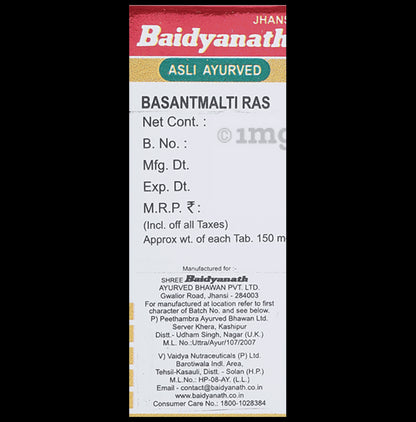 JHANSI
Baidyanath
ASLI AYURVED
BASANTMALTI RAS
Net Cont. :
©1mg
B. No. :
Mfg. Dt.
Exp. Dt.
M.R.P. ₹ :
(Incl. off all Taxes)
Approx wt. of each Tab. 150 m
Manufactured for :-
SHREE Baidyanath
AYURVED BHAWAN PVT. LTD.
Gwalior Road, Jhansi - 284003
For manufactured at location refer to first
character of Batch No. and see below.
P) Peethambra Ayurved Bhawan Ltd.
Server Khera, Kashipur
Distt.- Udham Singh, Nagar (U.K.)
M.L. No.:Uttra/Ayur/107/2007
V) Vaidya Nutraceuticals (P) Ltd.
Barotiwala Indl. Area,
Tehsil-Kasauli, Distt. - Solan (H.P.)
M.L.No.: HP-08-AY. (L.L.)
Email - contact@baidyanath.co.in
www.baidyanath.co.in
Consumer Care No.: 1800-1028384